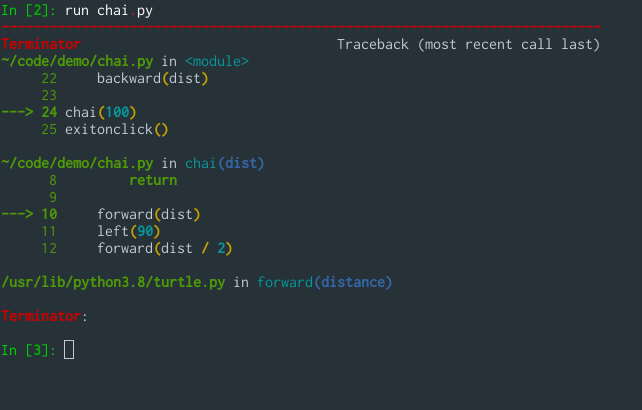 In [2]: run chai.py
---------------------------------------------------------------------------
Terminator                                Traceback (most recent call last)
~/code/demo/chai.py in <module>
     22     backward(dist)
     23
---> 24 chai(100)
     25 exitonclick()

~/code/demo/chai.py in chai(dist)
      8         return
      9
---> 10     forward(dist)
     11     left(90)
     12     forward(dist / 2)

/usr/lib/python3.8/turtle.py in forward(distance)

Terminator:

In [3]: